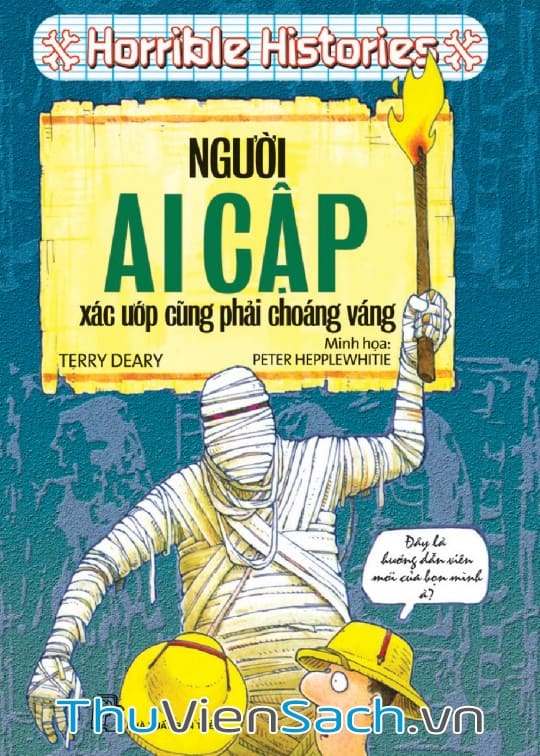 Horrible Histories
NGƯỜI
AI CẬP
xác ướp cũng phải choáng váng
Minh họa:
TERRY DEARY
PETER HEPPLEWHITIE
Đây là
hướng dẫn viên
mới của bọn mình
à?
ThuVienSach.vn